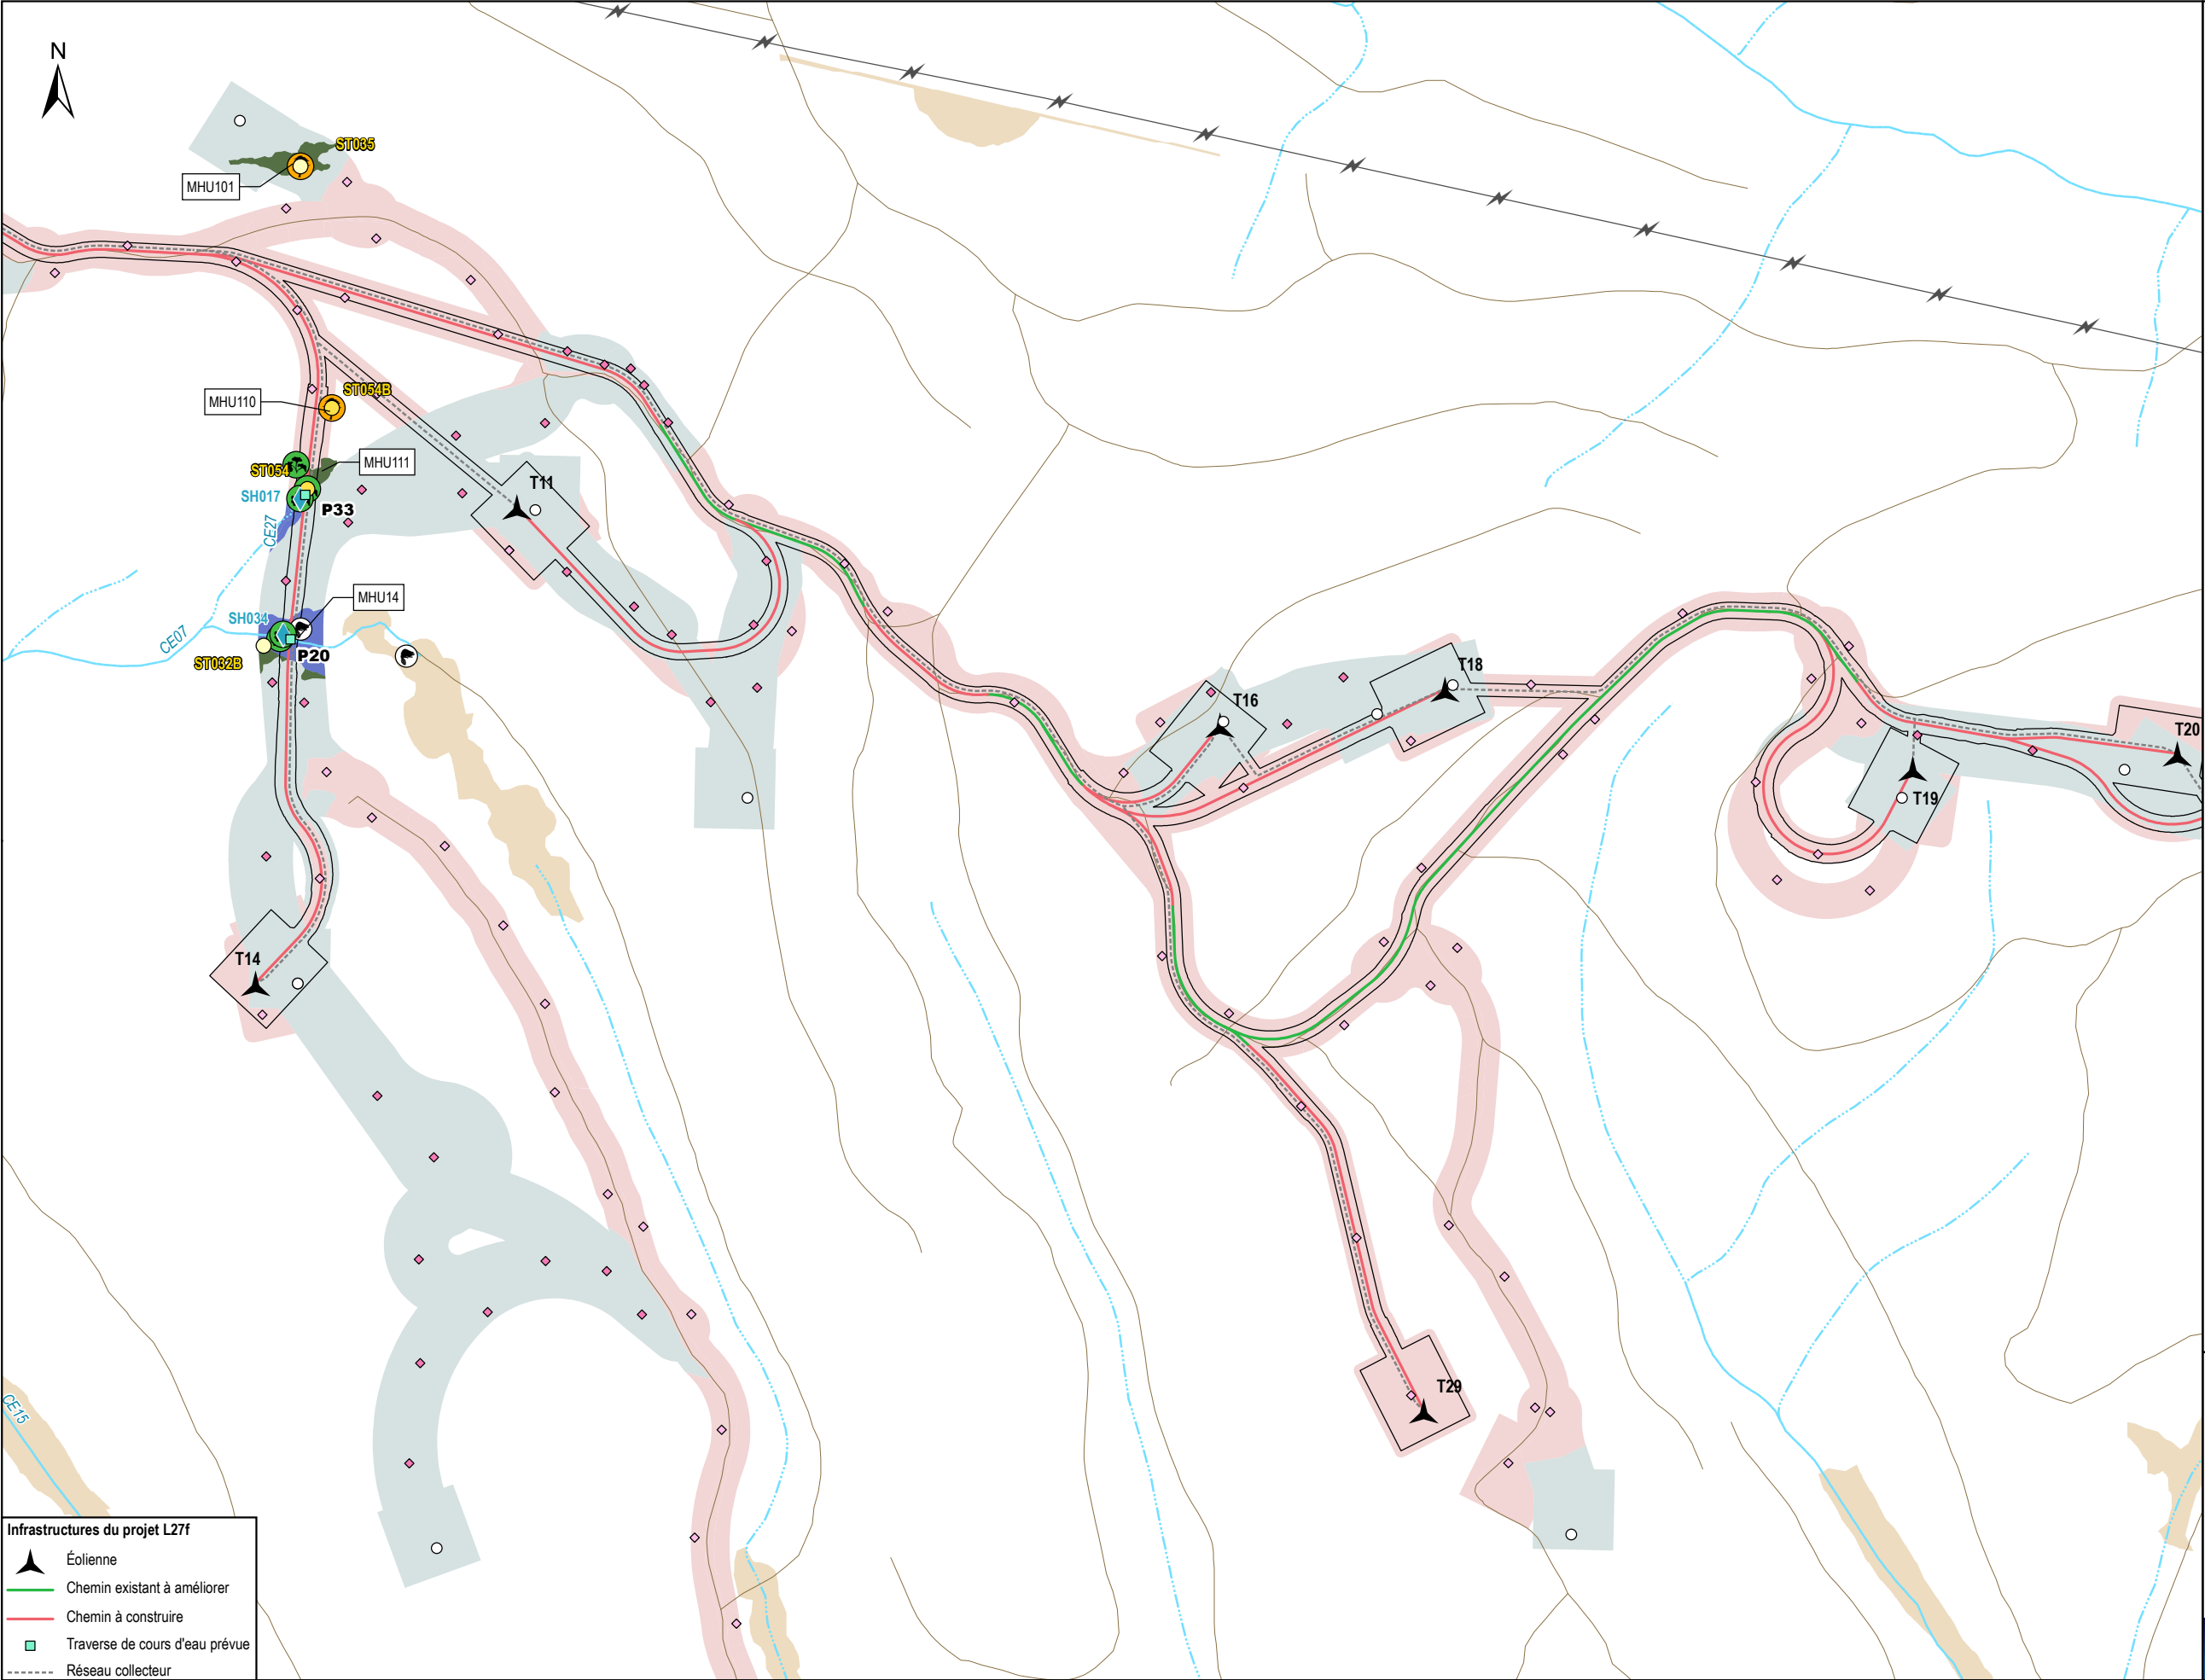 N
ST035
MHU101
ST054B
MHU110
MHU111
ST054
SH017
P33
CE27
T11
MHU14
SH034
CE07
P20
ST032B
T18
T16
T20
T19
T14
T29
CE15
Infrastructures du projet L27f
Éolienne
Chemin existant à améliorer
Chemin à construire
Traverse de cours d'eau prévue
Réseau collecteur